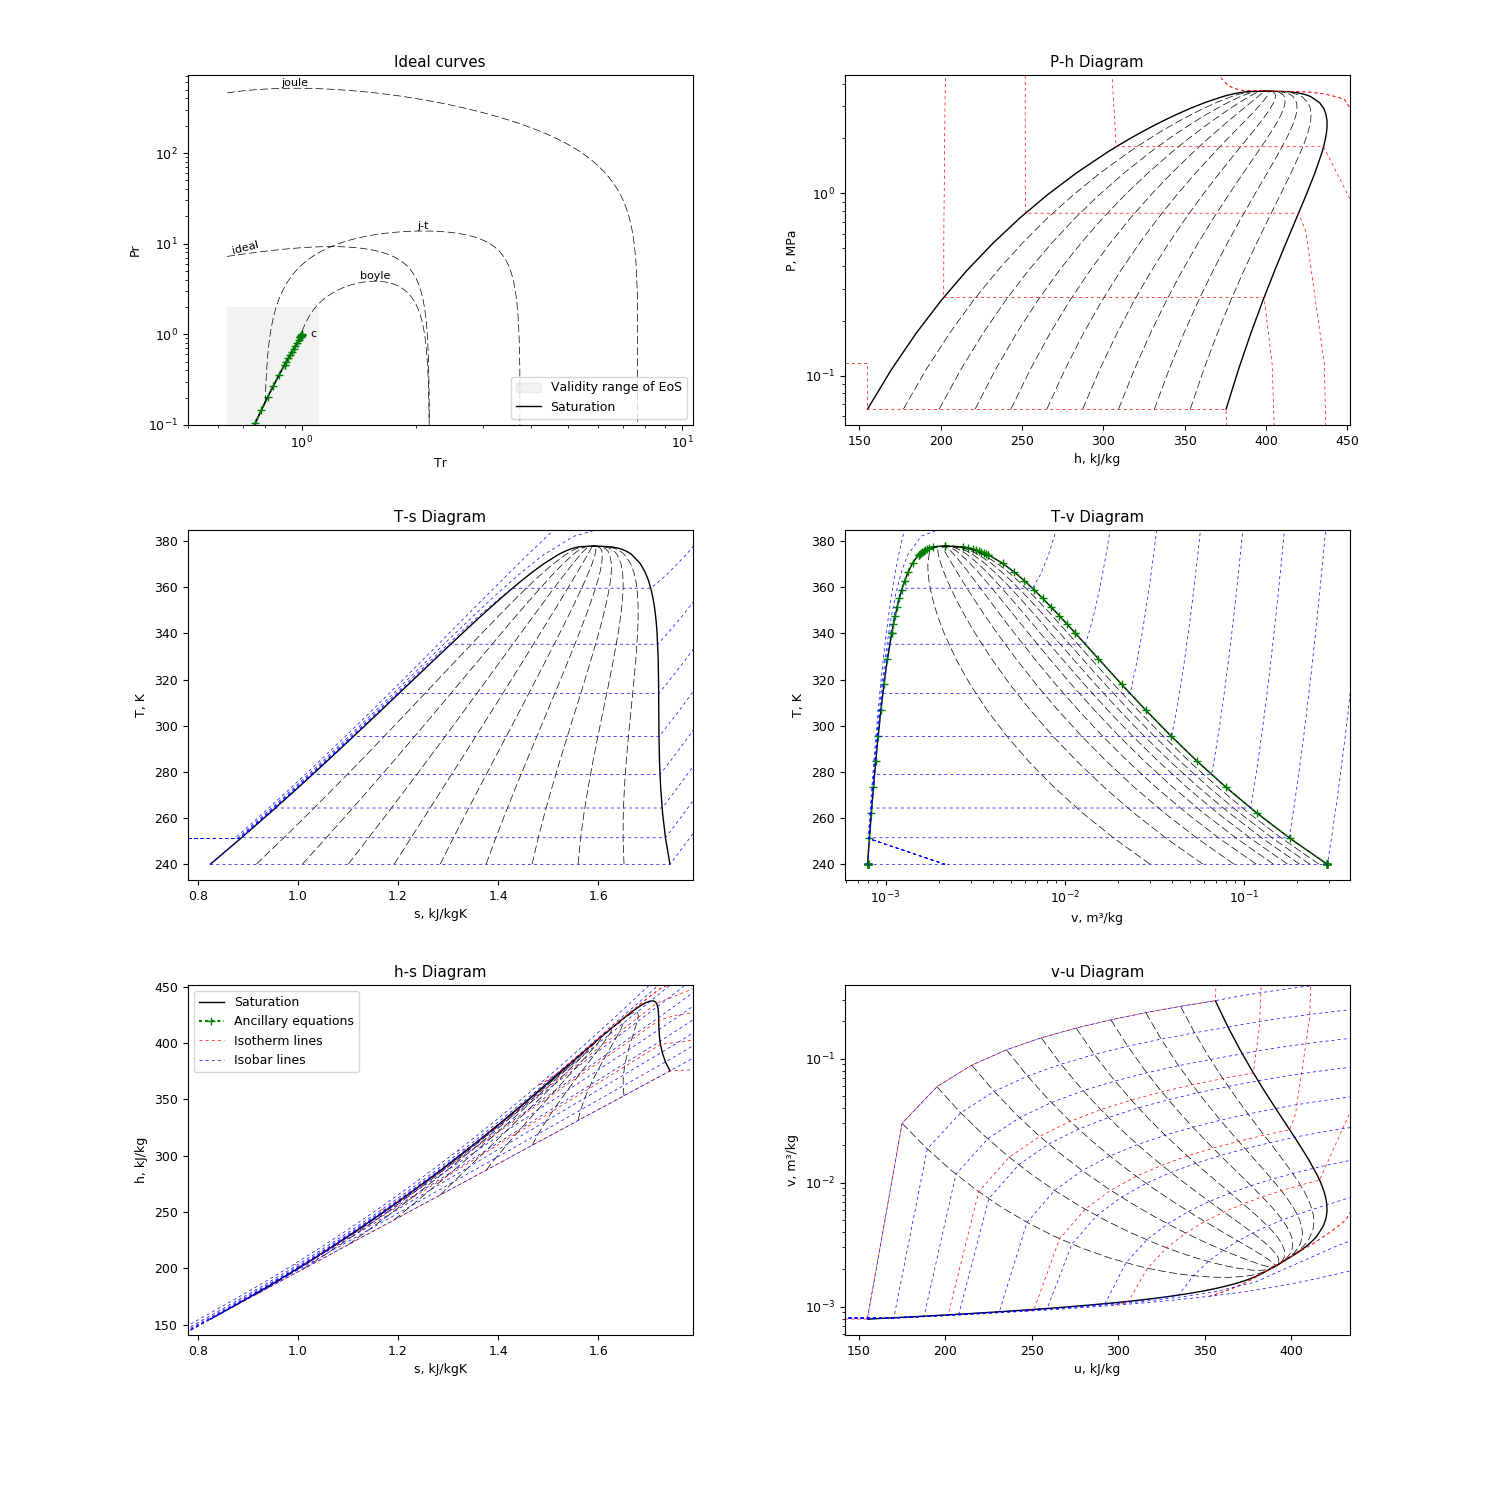 Ideal curves
joule
ideal
j-t
boyle
c
Validity range of EoS
Saturation
10²
10¹
10⁰
10⁻¹
Pr
10⁰ 10¹
Tr
P-h Diagram
10⁰
10⁻¹
P, MPa
150 200 250 300 350 400 450
h, kJ/kg
T-s Diagram
380
360
340
320
300
280
260
240
T, K
0.8 1.0 1.2 1.4 1.6
s, kJ/kgK
T-v Diagram
380
360
340
320
300
280
260
240
T, K
10⁻³ 10⁻² 10⁻¹
v, m³/kg
h-s Diagram
Saturation
Ancillary equations
Isotherm lines
Isobar lines
450
400
350
300
250
200
150
h, kJ/kg
0.8 1.0 1.2 1.4 1.6
s, kJ/kgK
v-u Diagram
10⁻¹
10⁻²
10⁻³
v, m³/kg
150 200 250 300 350 400
u, kJ/kg